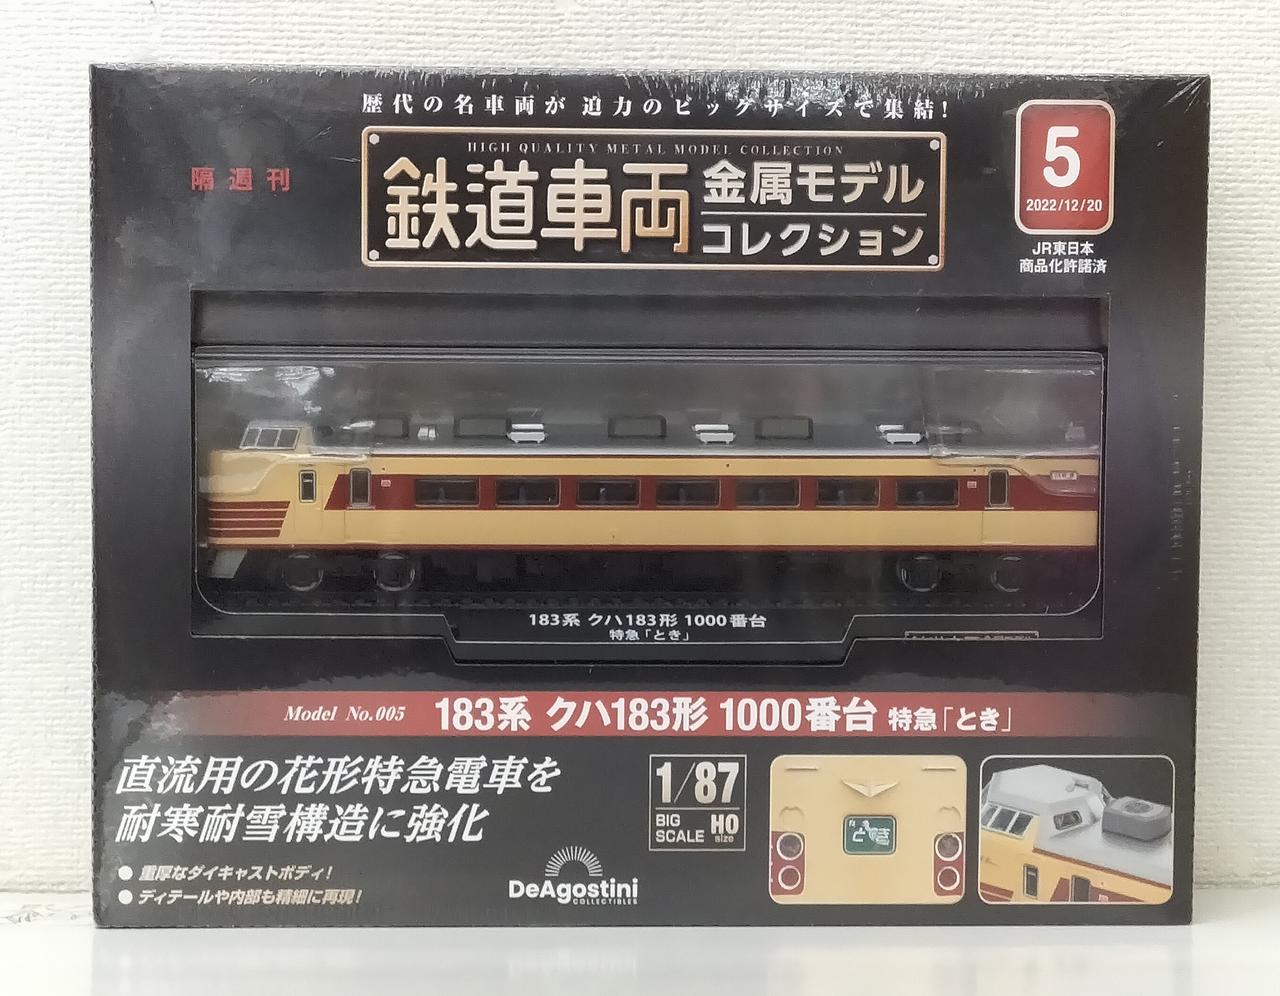 歴代の名車両が 迫力のビッグサイズで集結!
隔週刊
HIGH QUALITY METAL MODEL COLLECTION
鉄道車両
金属モデル
コレクション
5
2022/12/20
JR東日本
商品化許諾済
183系 クハ183形 1000番台
特急「とき」
Model No.005 183系 クハ183形 1000番台 特急「とき」
直流用の花形特急電車を
耐寒耐雪構造に強化
● 重厚なダイキャストボディ!
● ディテールや内部も精細に再現!
1/87
BIG SCALE HO size
DeAgostini
COLLECTIBLES
とき